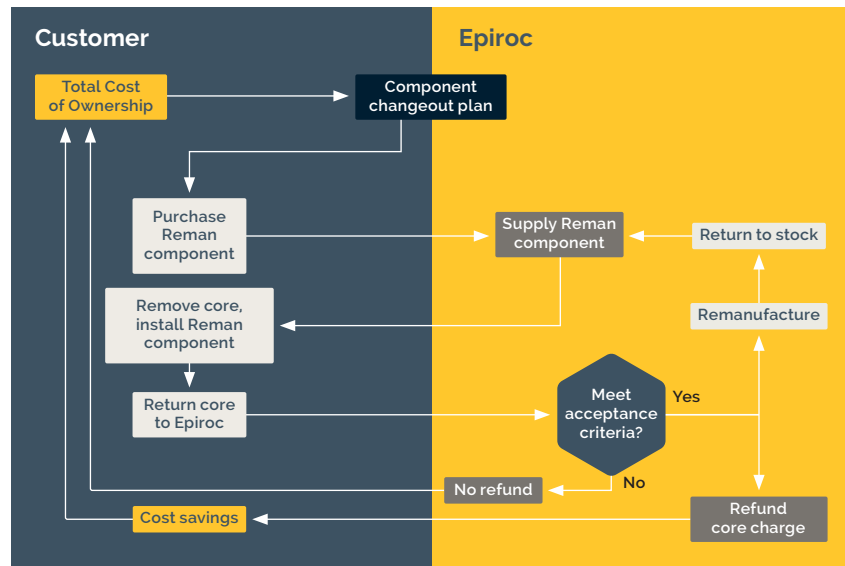 Customer
Epiroc
Total Cost
of Ownership
Component
changeout plan
Purchase
Reman
component
Supply Reman
component
Return to stock
Remove core,
install Reman
component
Remanufacture
Return core
to Epiroc
Meet
acceptance
criteria?
Yes
No
No refund
Cost savings
Refund
core charge